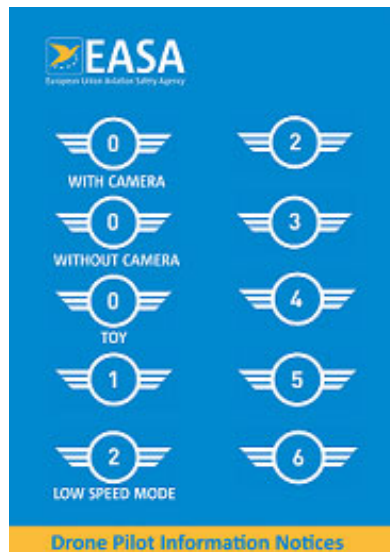 EASA
European Union Aviation Safety Agency
0
WITH CAMERA
0
WITHOUT CAMERA
0
TOY
1
2
LOW SPEED MODE
2
3
4
5
6
Drone Pilot Information Notices